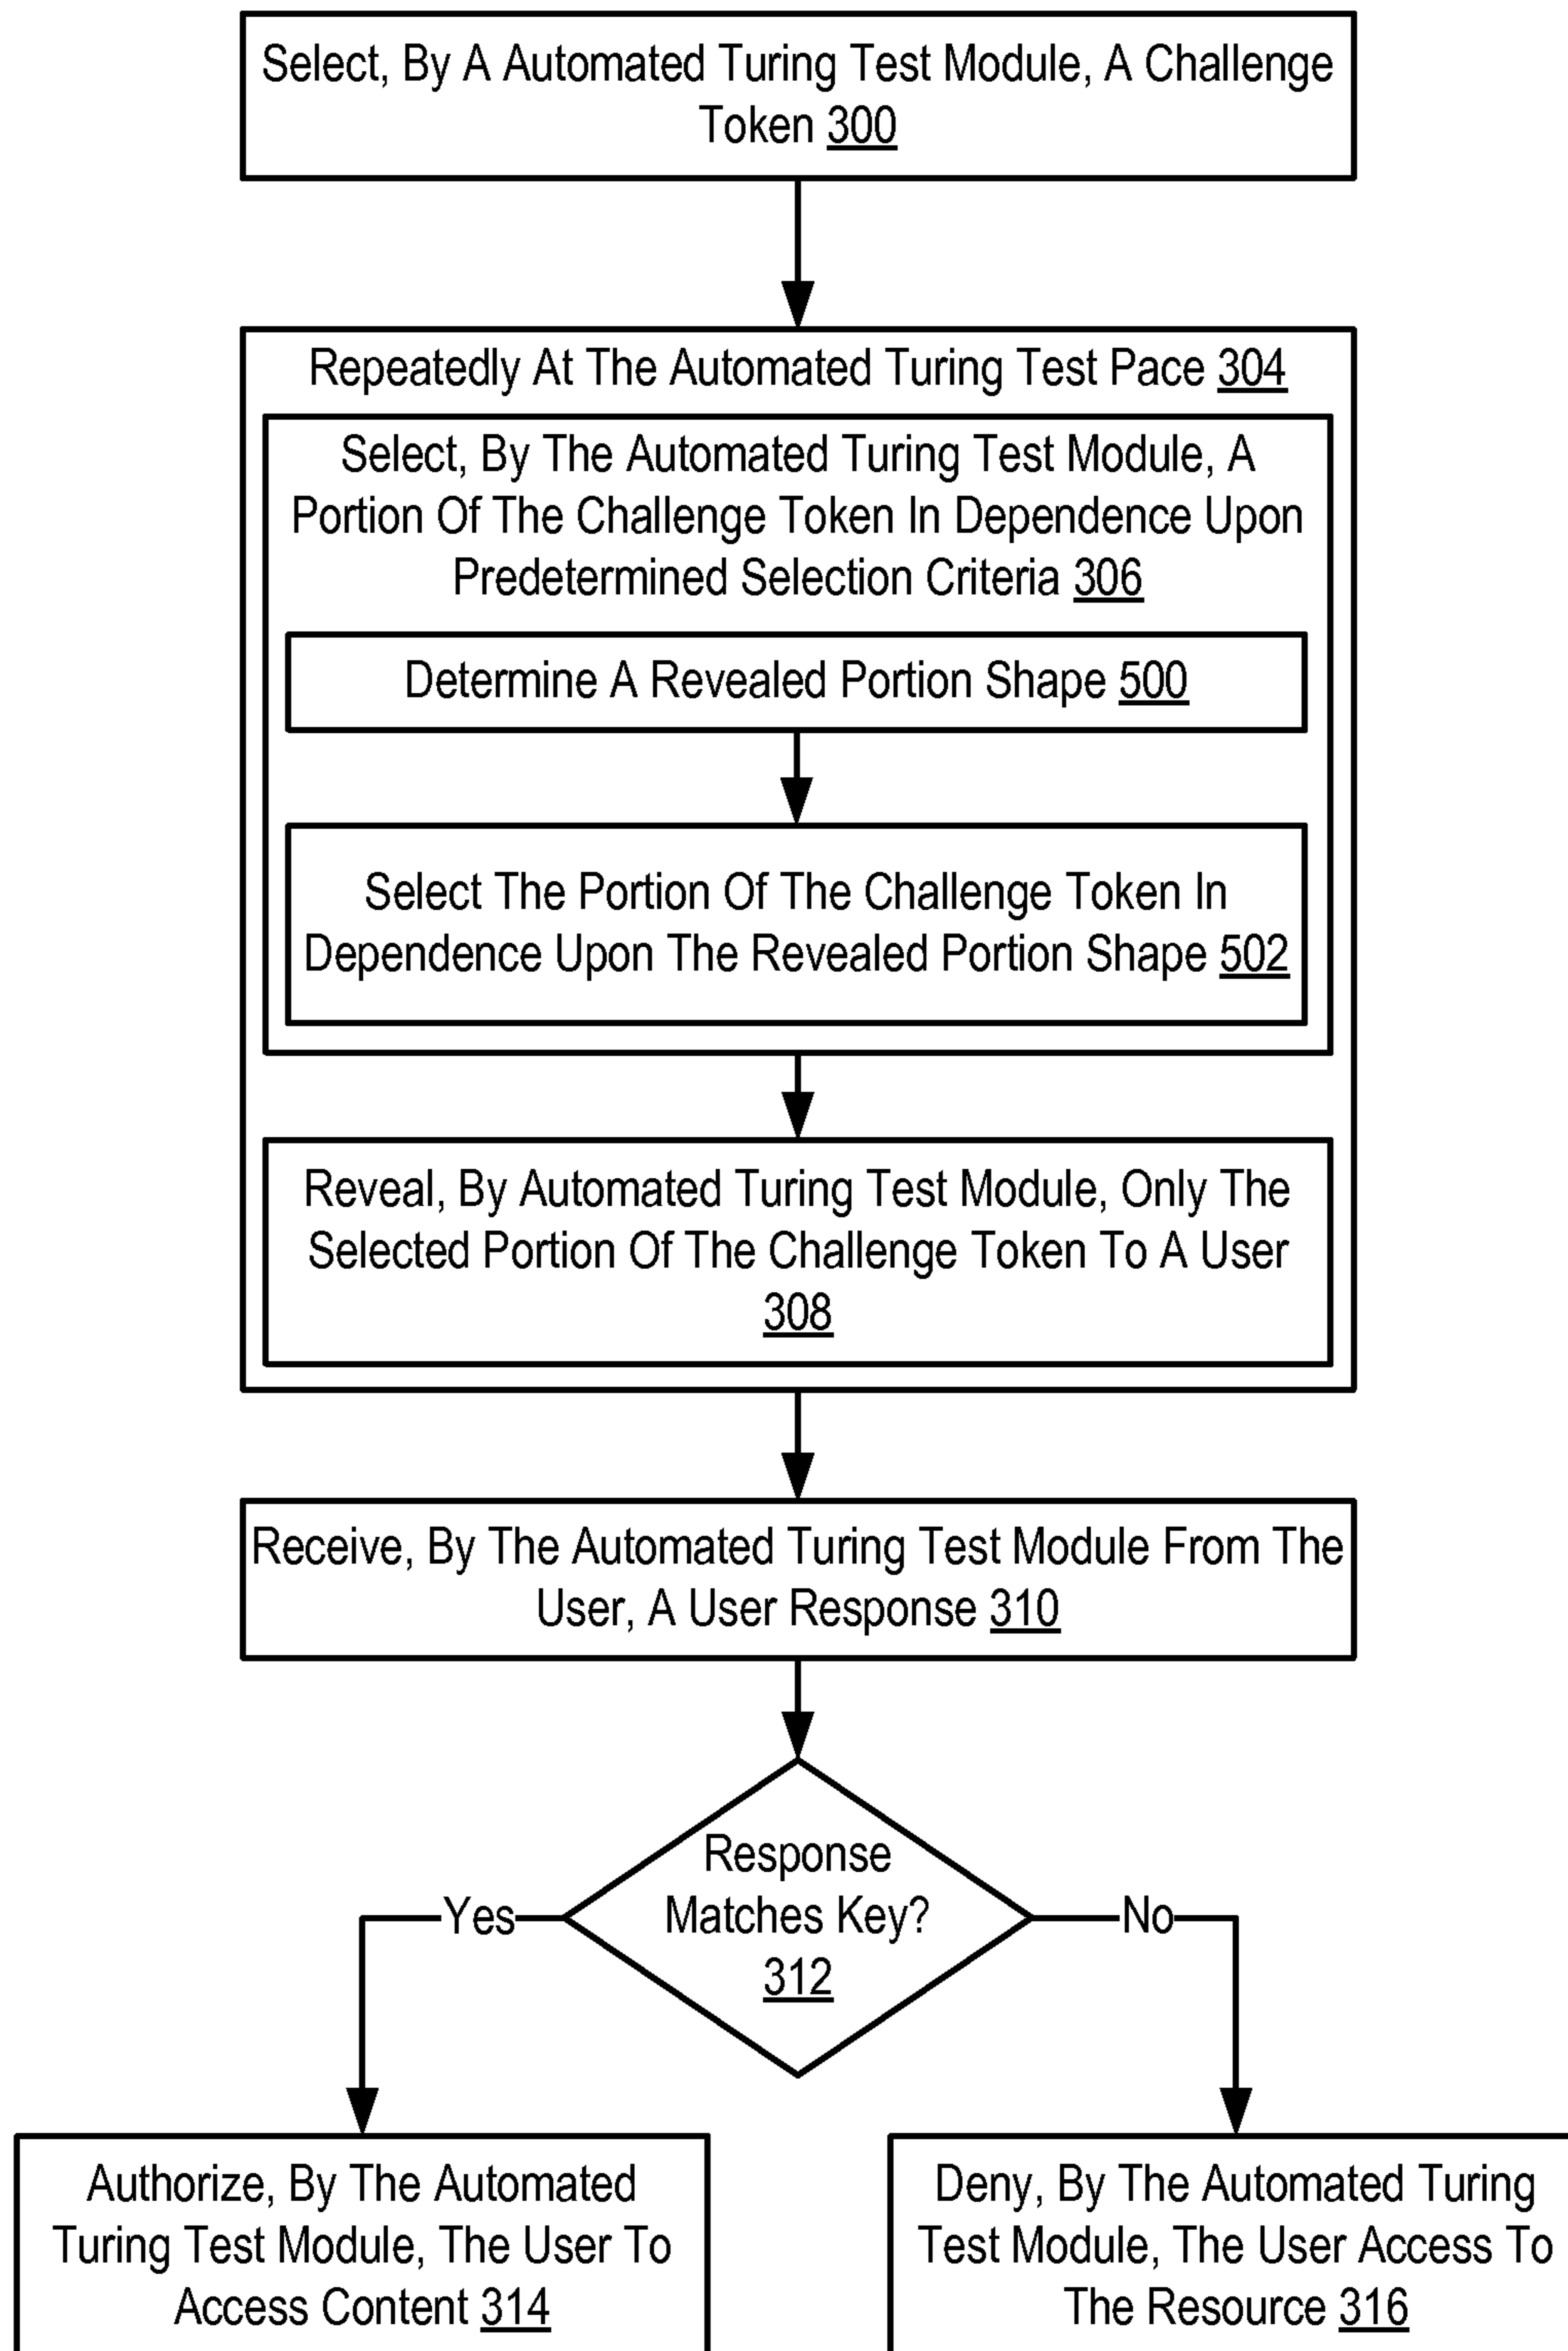 Select, By A Automated Turing Test Module, A Challenge
Token 300
Repeatedly At The Automated Turing Test Pace 304
Select, By The Automated Turing Test Module, A
Portion Of The Challenge Token In Dependence Upon
Predetermined Selection Criteria 306
Determine A Revealed Portion Shape 500
Select The Portion Of The Challenge Token In
Dependence Upon The Revealed Portion Shape 502
Reveal, By Automated Turing Test Module, Only The
Selected Portion Of The Challenge Token To A User
308
Receive, By The Automated Turing Test Module From The
User, A User Response 310
Response
Matches Key?
312
Yes
No
Authorize, By The Automated
Turing Test Module, The User To
Access Content 314
Deny, By The Automated Turing
Test Module, The User Access To
The Resource 316